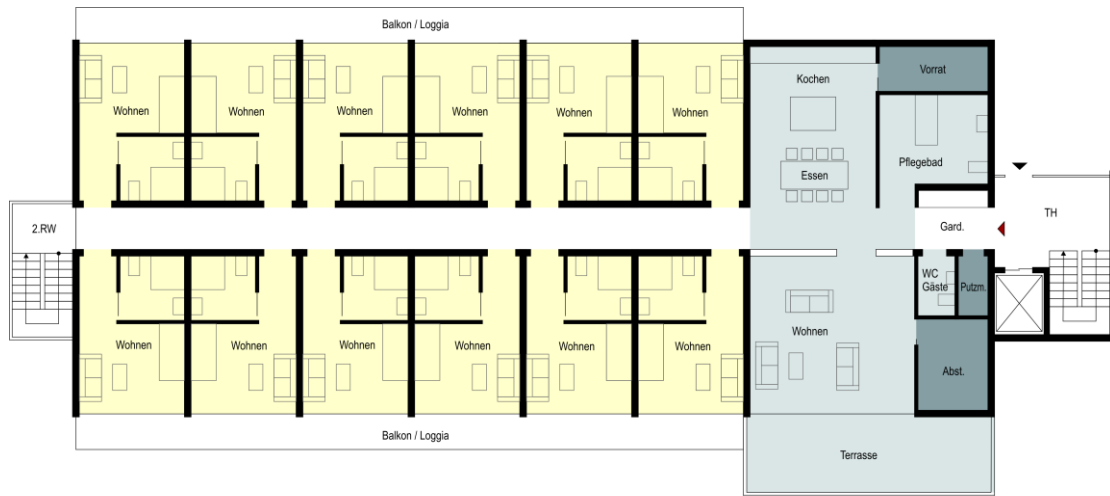 Balkon / Loggia
Kochen
Vorrat
Wohnen
Wohnen
Wohnen
Wohnen
Wohnen
Wohnen
Pflegebad
Essen
2.RW
Gard.
TH
WC
Gäste
Putzm.
Wohnen
Wohnen
Wohnen
Wohnen
Wohnen
Wohnen
Wohnen
Abst.
Balkon / Loggia
Terrasse